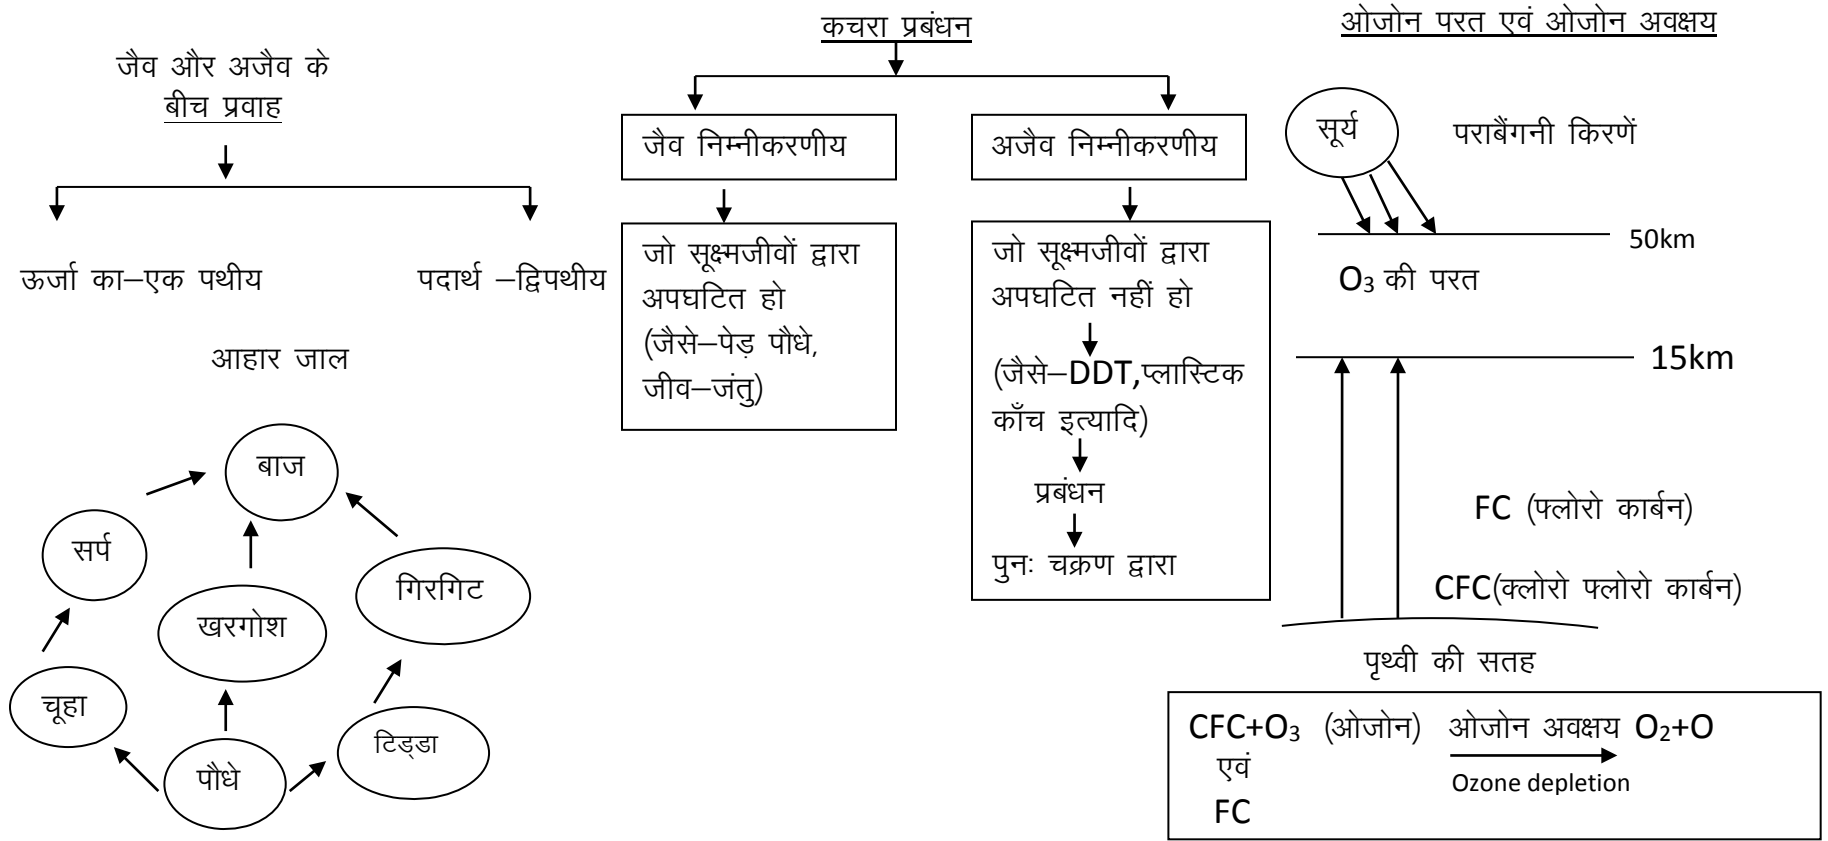 जैव और अजैव के
बीच प्रवाह
ऊर्जा का–एक पथीय
पदार्थ –द्विपथीय
आहार जाल
बाज
सर्प
खरगोश
गिरगिट
चूहा
पौधे
टिड्डा
कचरा प्रबंधन
जैव निम्नीकरणीय
जो सूक्ष्मजीवों द्वारा
अपघटित हो
(जैसे–पेड़ पौधे,
जीव–जंतु)
अजैव निम्नीकरणीय
जो सूक्ष्मजीवों द्वारा
अपघटित नहीं हो
(जैसे–DDT,प्लास्टिक
काँच इत्यादि)
प्रबंधन
पुनः चक्रण द्वारा
ओजोन परत एवं ओजोन अवक्षय
सूर्य
पराबैंगनी किरणें
50km
O₃ की परत
15km
FC (फ्लोरो कार्बन)
CFC(क्लोरो फ्लोरो कार्बन)
पृथ्वी की सतह
CFC+O₃ (ओजोन) ओजोन अवक्षय O₂+O
एवं
Ozone depletion
FC